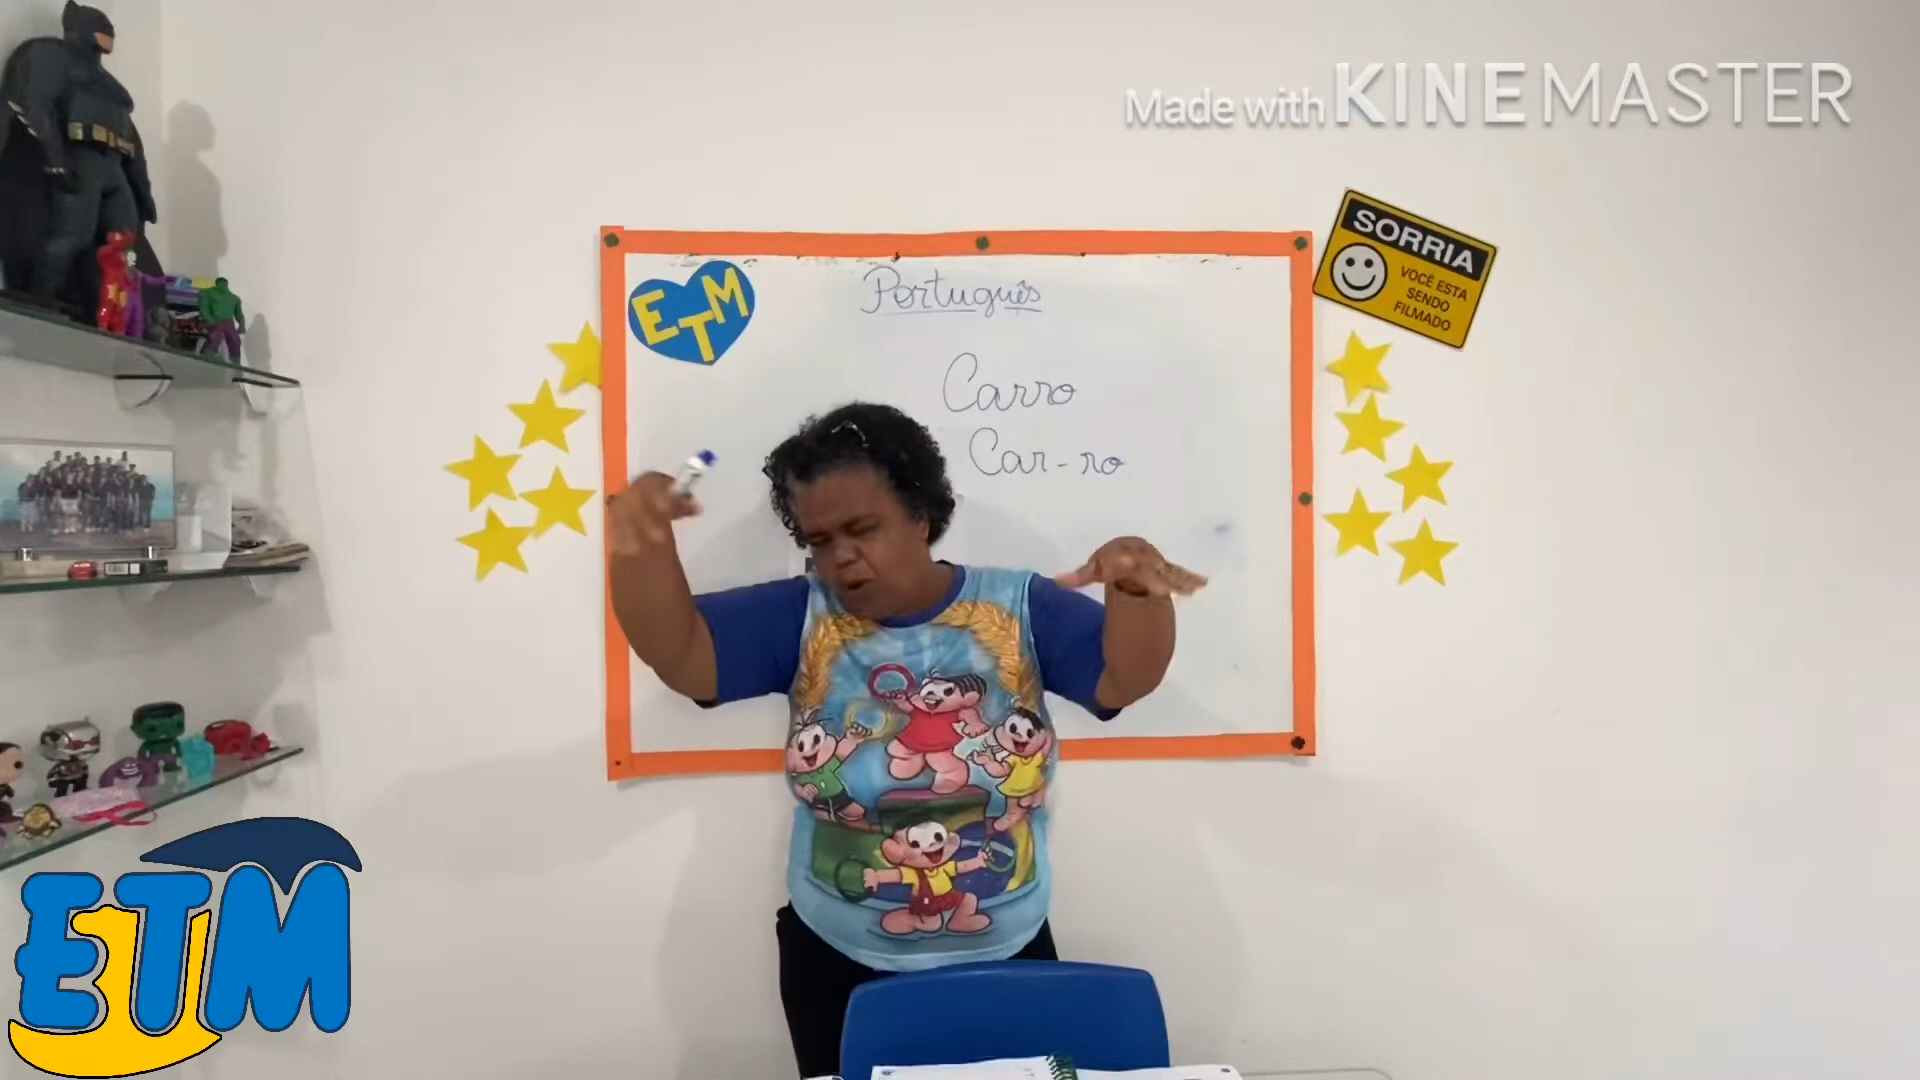 Made with KINEMASTER
SORRIA
VOCÊ ESTA
SENDO
FILMADO
ETM
Português
Carro
Car-ro
ETM